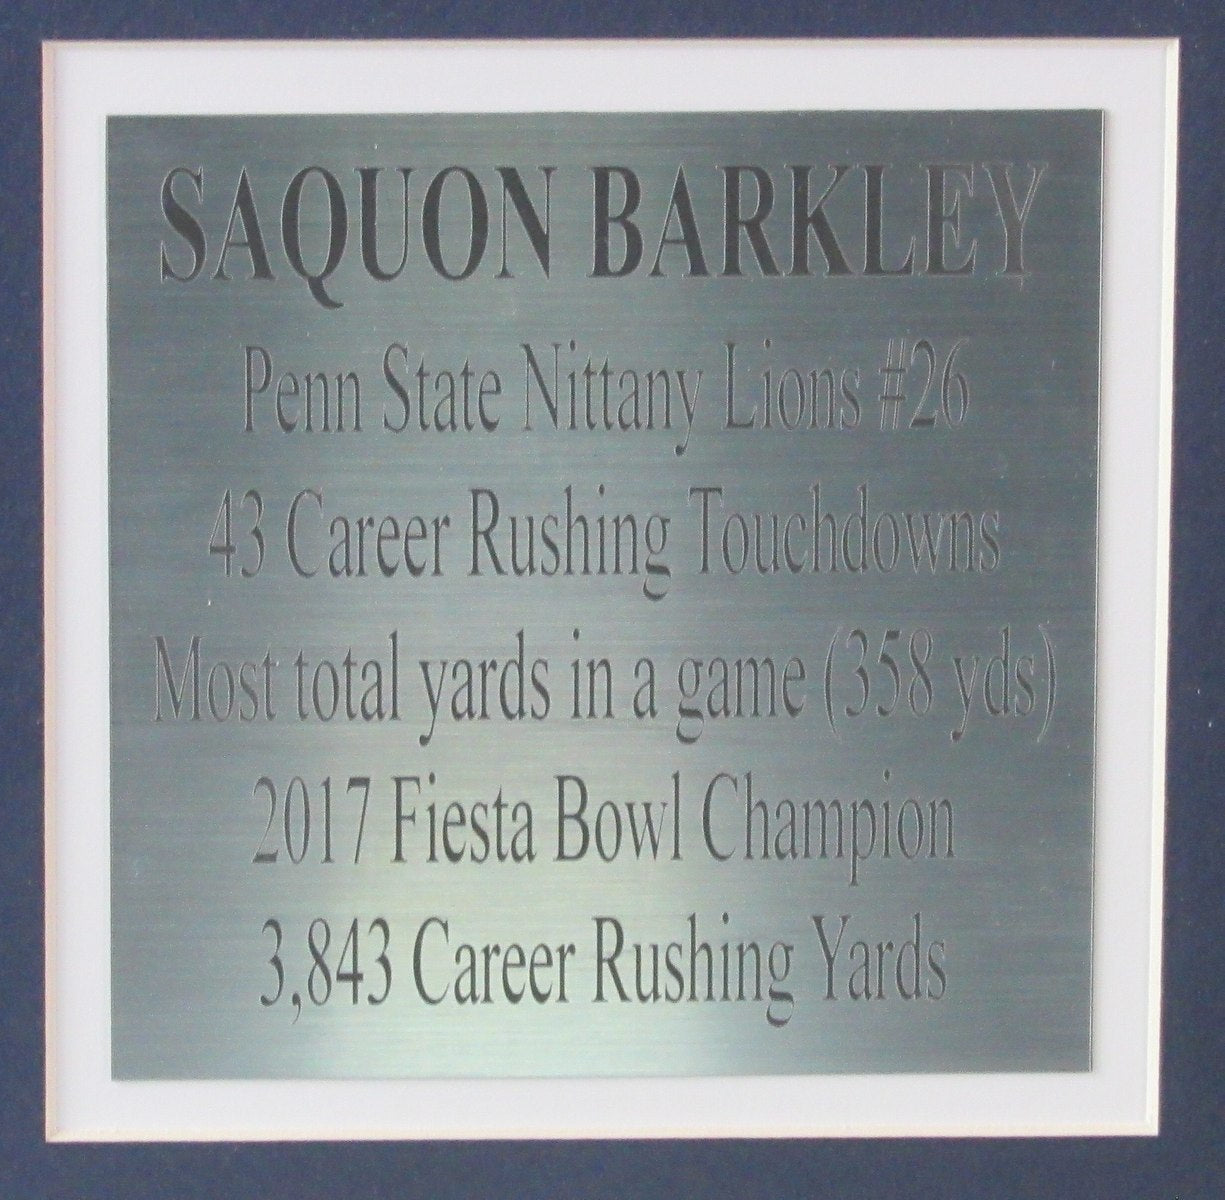 SAQUON BARKLEY
Penn State Nittany Lions #26
43 Career Rushing Touchdowns
Most total yards in a game (358 yds)
2017 Fiesta Bowl Champion
3,843 Career Rushing Yards